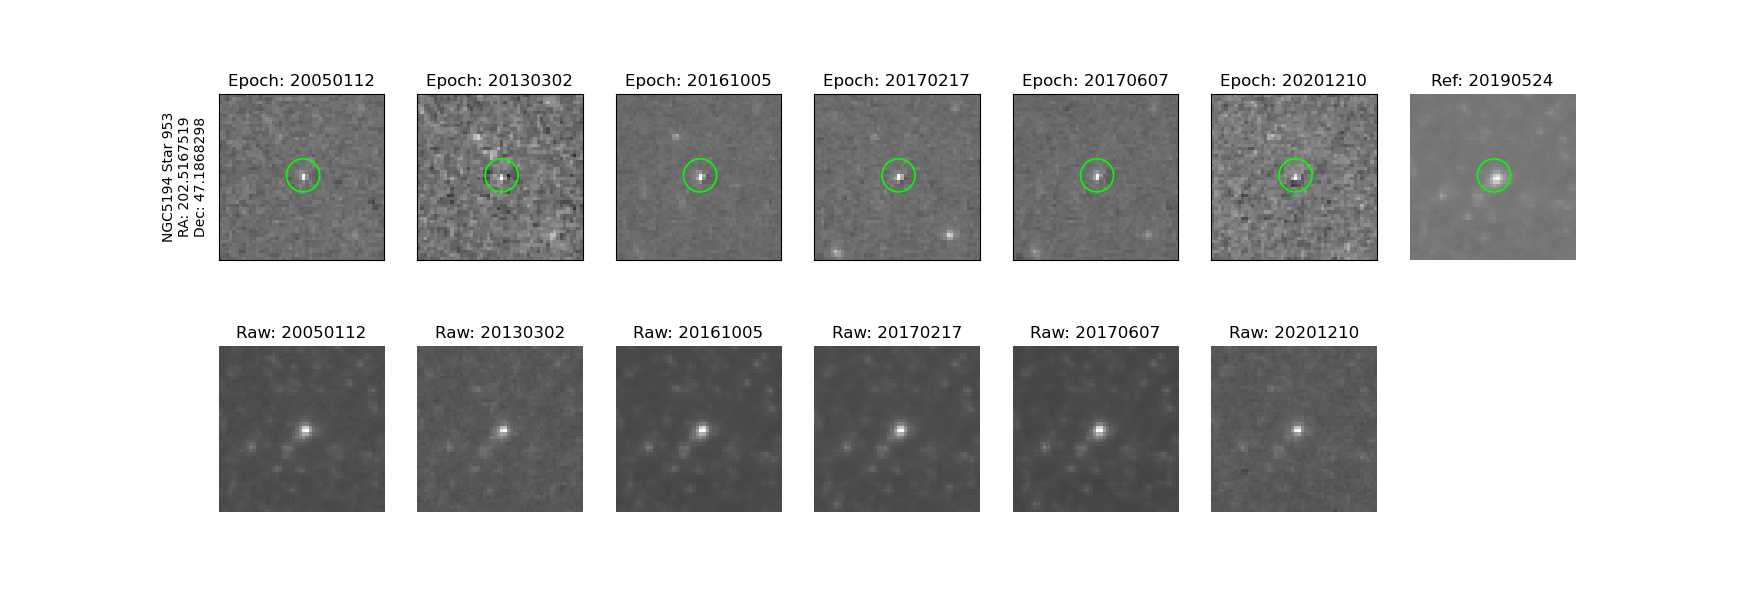 Epoch: 20050112
Epoch: 20130302
Epoch: 20161005
Epoch: 20170217
Epoch: 20170607
Epoch: 20201210
Ref: 20190524
NGC5194 Star 953
RA: 202.5167519
Dec: 47.1868298
Raw: 20050112
Raw: 20130302
Raw: 20161005
Raw: 20170217
Raw: 20170607
Raw: 20201210